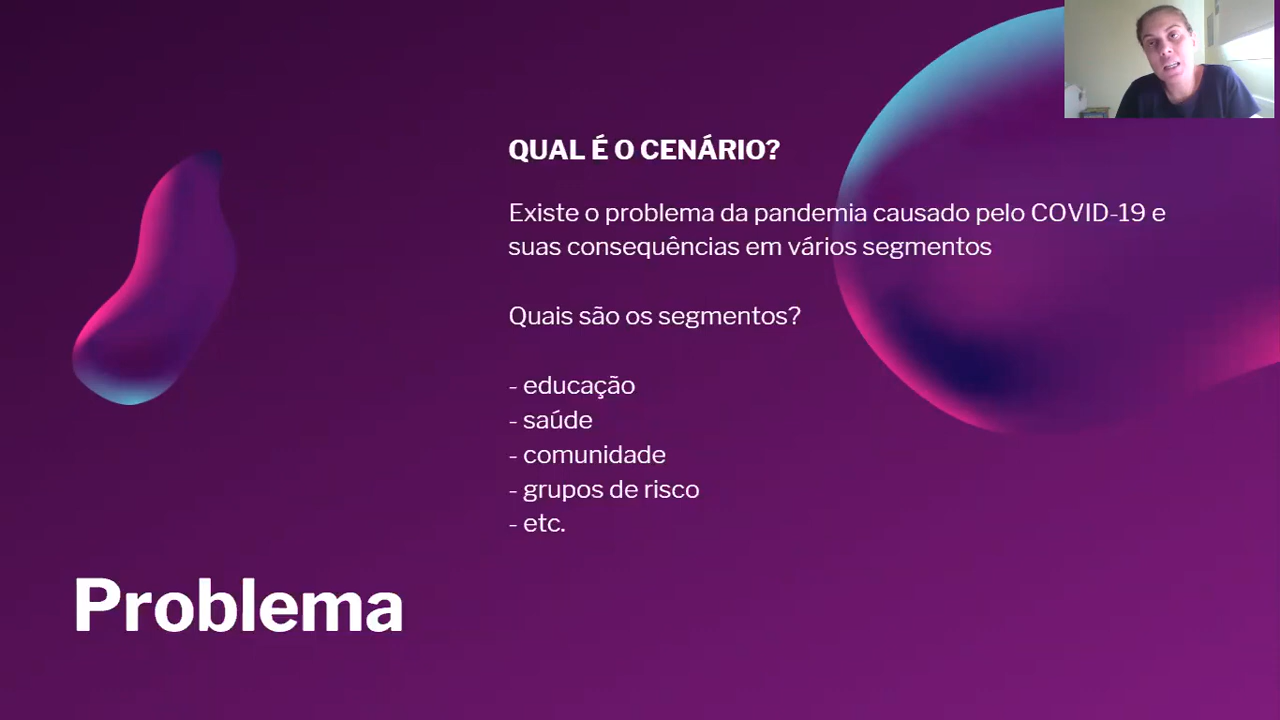 QUAL É O CENÁRIO?
Existe o problema da pandemia causado pelo COVID-19 e
suas consequências em vários segmentos
Quais são os segmentos?
- educação
- saúde
- comunidade
- grupos de risco
- etc.
Problema